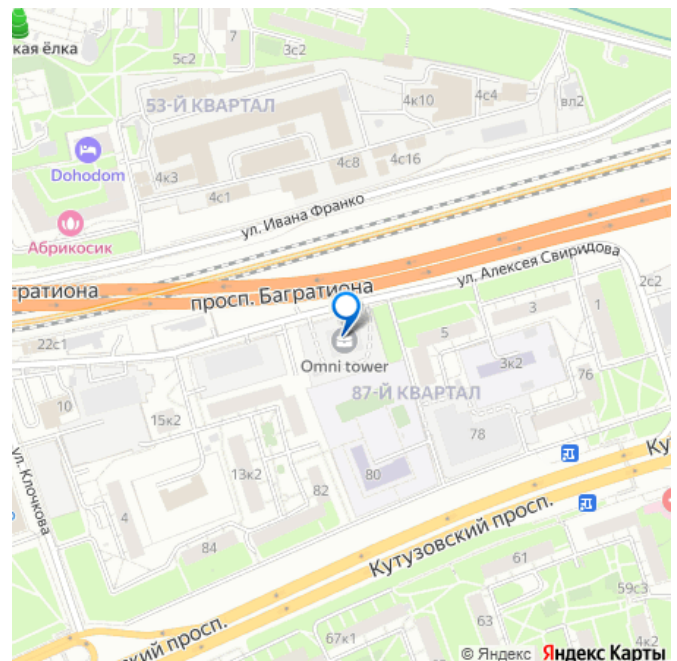 кая ёлка
7
3с2
5с2
53-Й КВАРТАЛ
4к10
4с4
вл2
Dohodom
4к3
4с8
4с16
4с1
ул. Ивана Франко
Абрикосик
гратиона
просп. Багратиона
ул. Алексея Свиридова
2с2
22с1
5
3
1
Omni tower
3к2
76
87-Й КВАРТАЛ
10
15к2
78
Ку
ул. Клочкова
13к2
80
82
4
84
Кутузовский просп.
61
59с3
63
ский просп.
67к1
4к2
© Яндекс Яндекс Карты